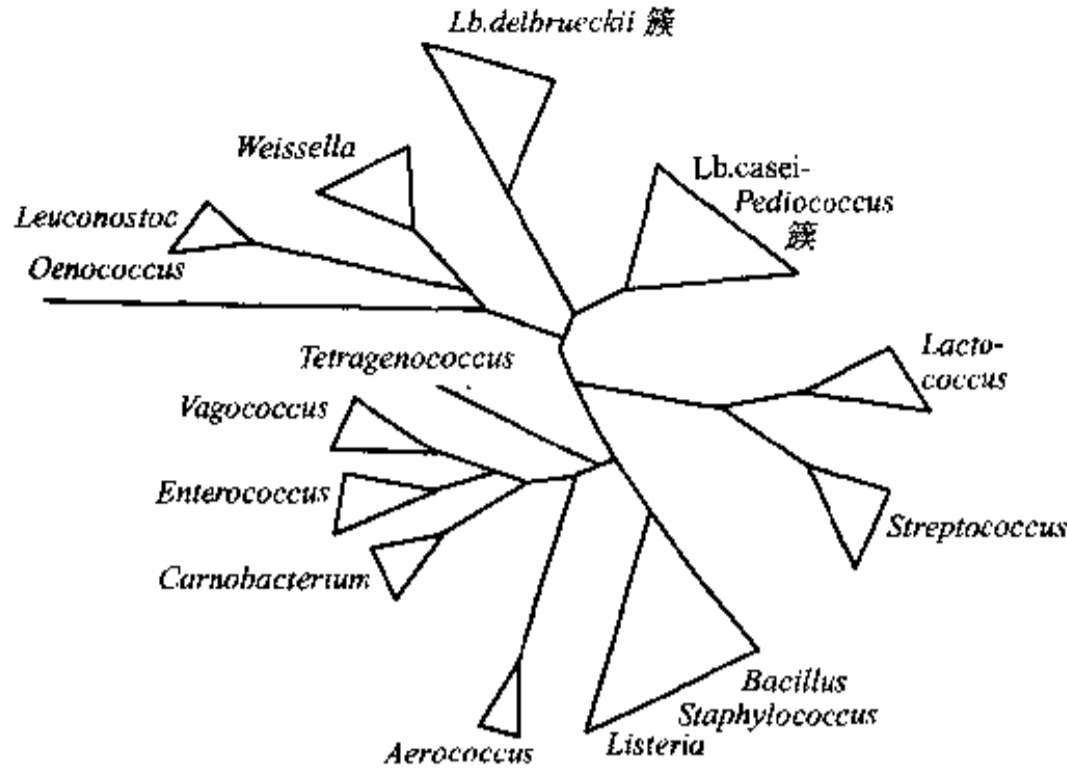 Lb.delbrueckii 簇
Weissella
Lb.casei-
Pediococcus
簇
Leuconostoc
Oenococcus
Tetragenococcus
Lacto-
coccus
Vagococcus
Enterococcus
Streptococcus
Carnobacterium
Bacillus
Staphylococcus
Listeria
Aerococcus